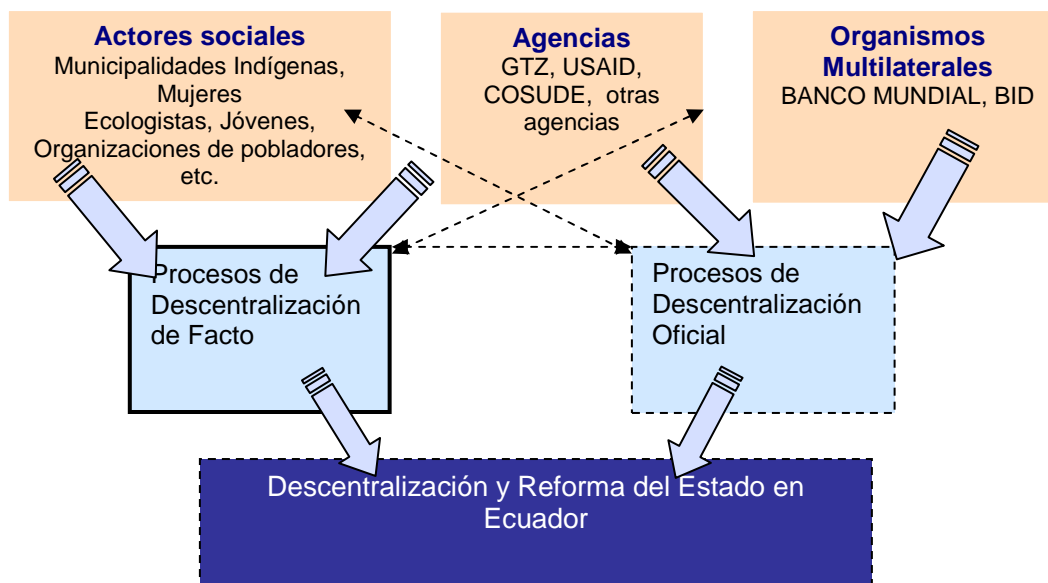 Actores sociales
Municipalidades Indígenas,
Mujeres
Ecologistas, Jóvenes,
Organizaciones de pobladores,
etc.
Agencias
GTZ, USAID,
COSUDE, otras
agencias
Organismos
Multilaterales
BANCO MUNDIAL, BID
Procesos de
Descentralización
de Facto
Procesos de
Descentralización
Oficial
Descentralización y Reforma del Estado en
Ecuador